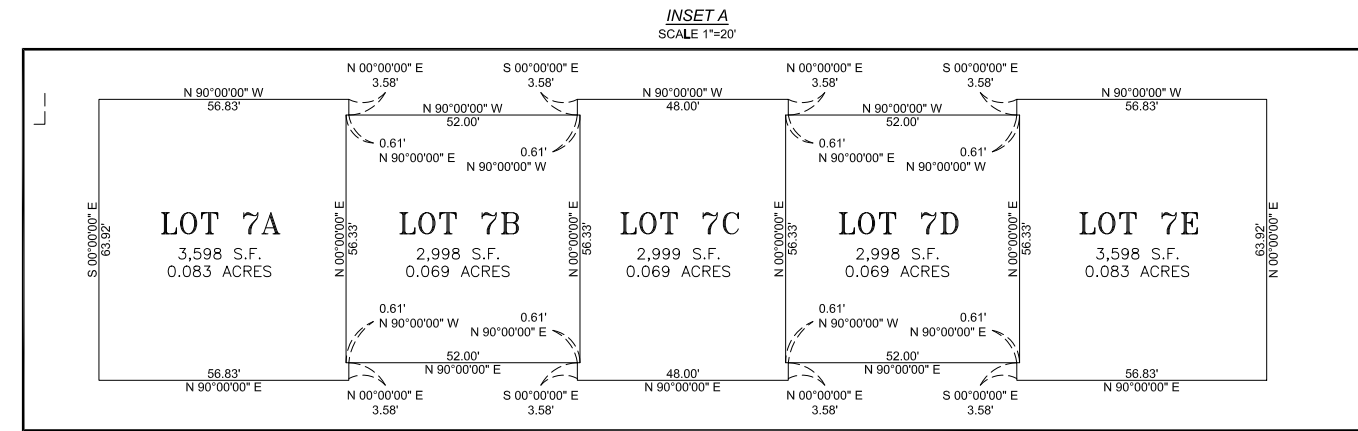 INSET A
SCALE 1"=20'
N 00°00'00" E
3.58'
S 00°00'00" E
3.58'
N 00°00'00" E
3.58'
S 00°00'00" E
3.58'
N 90°00'00" W
56.83'
N 90°00'00" W
52.00'
N 90°00'00" W
48.00'
N 90°00'00" W
52.00'
N 90°00'00" W
56.83'
0.61'
N 90°00'00" E
0.61'
N 90°00'00" W
0.61'
N 90°00'00" E
0.61'
N 90°00'00" W
S 00°00'00" E
63.92'
LOT 7A
3,598 S.F.
0.083 ACRES
N 00°00'00" E
56.33'
LOT 7B
2,998 S.F.
0.069 ACRES
N 00°00'00" E
56.33'
LOT 7C
2,999 S.F.
0.069 ACRES
N 00°00'00" E
56.33'
LOT 7D
2,998 S.F.
0.069 ACRES
N 00°00'00" E
56.33'
LOT 7E
3,598 S.F.
0.083 ACRES
63.92'
N 00°00'00" E
0.61'
N 90°00'00" W
0.61'
N 90°00'00" E
0.61'
N 90°00'00" W
0.61'
N 90°00'00" E
56.83'
N 90°00'00" E
52.00'
N 90°00'00" E
48.00'
N 90°00'00" E
52.00'
N 90°00'00" E
56.83'
N 90°00'00" E
N 00°00'00" E
3.58'
S 00°00'00" E
3.58'
N 00°00'00" E
3.58'
S 00°00'00" E
3.58'